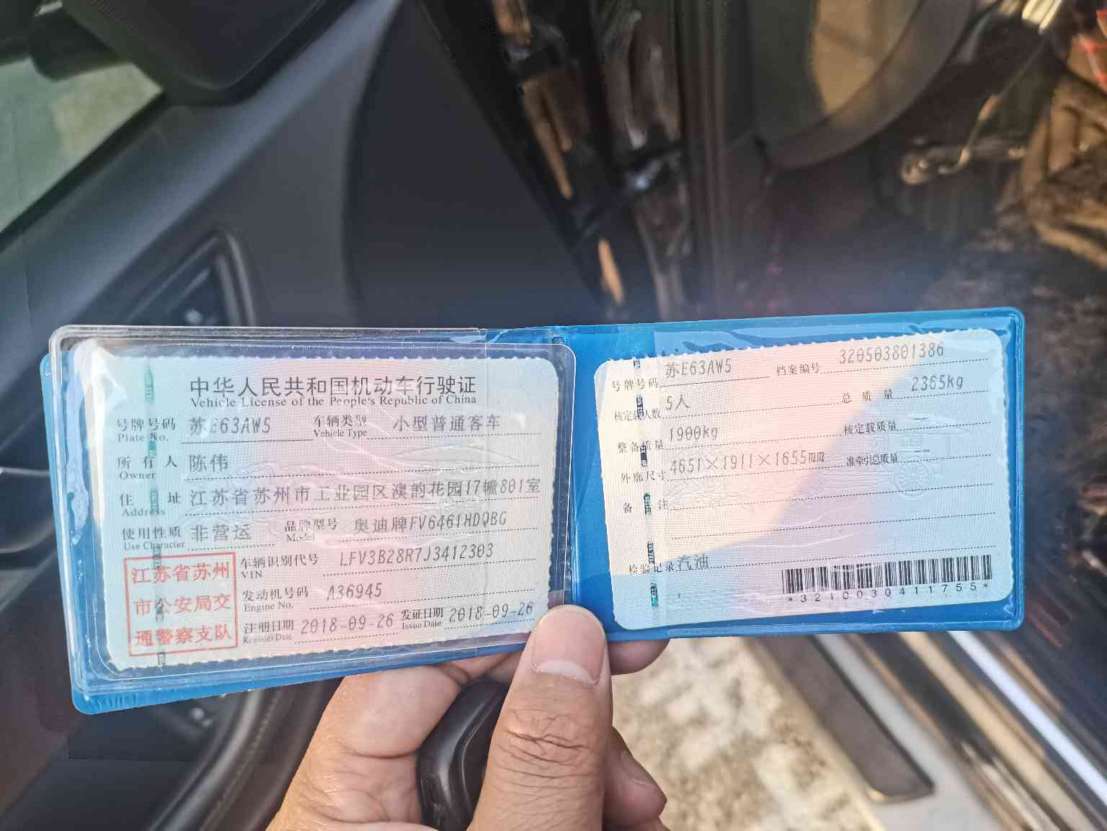 中华人民共和国机动车行驶证
Vehicle License of the People's Republic of China
号牌号码 苏E63AW5 车辆类型 小型普通客车
Plate No. Vehicle Type
所有人 陈伟
Owner
住址 江苏省苏州市工业园区澳韵花园17幢801室
Address
使用性质 非营运 品牌型号 奥迪牌FV6461HDQBG
Use Character Model
江苏省苏州
市公安局交
通警察支队
车辆识别代号 LFV3B28R7J3412303
VIN
发动机号码 A36945
Engine No.
注册日期 2018-09-26 发证日期 2018-09-26
Register Date Issue Date
号牌号码 苏E63AW5 档案编号 320503801386
核定载人数 5人 总质量 2365kg
整备质量 1900kg 核定载质量 --
外廓尺寸 4651×1911×1655mm 准牵引总质量 --
备注
检验记录 汽油
*3210030411755*